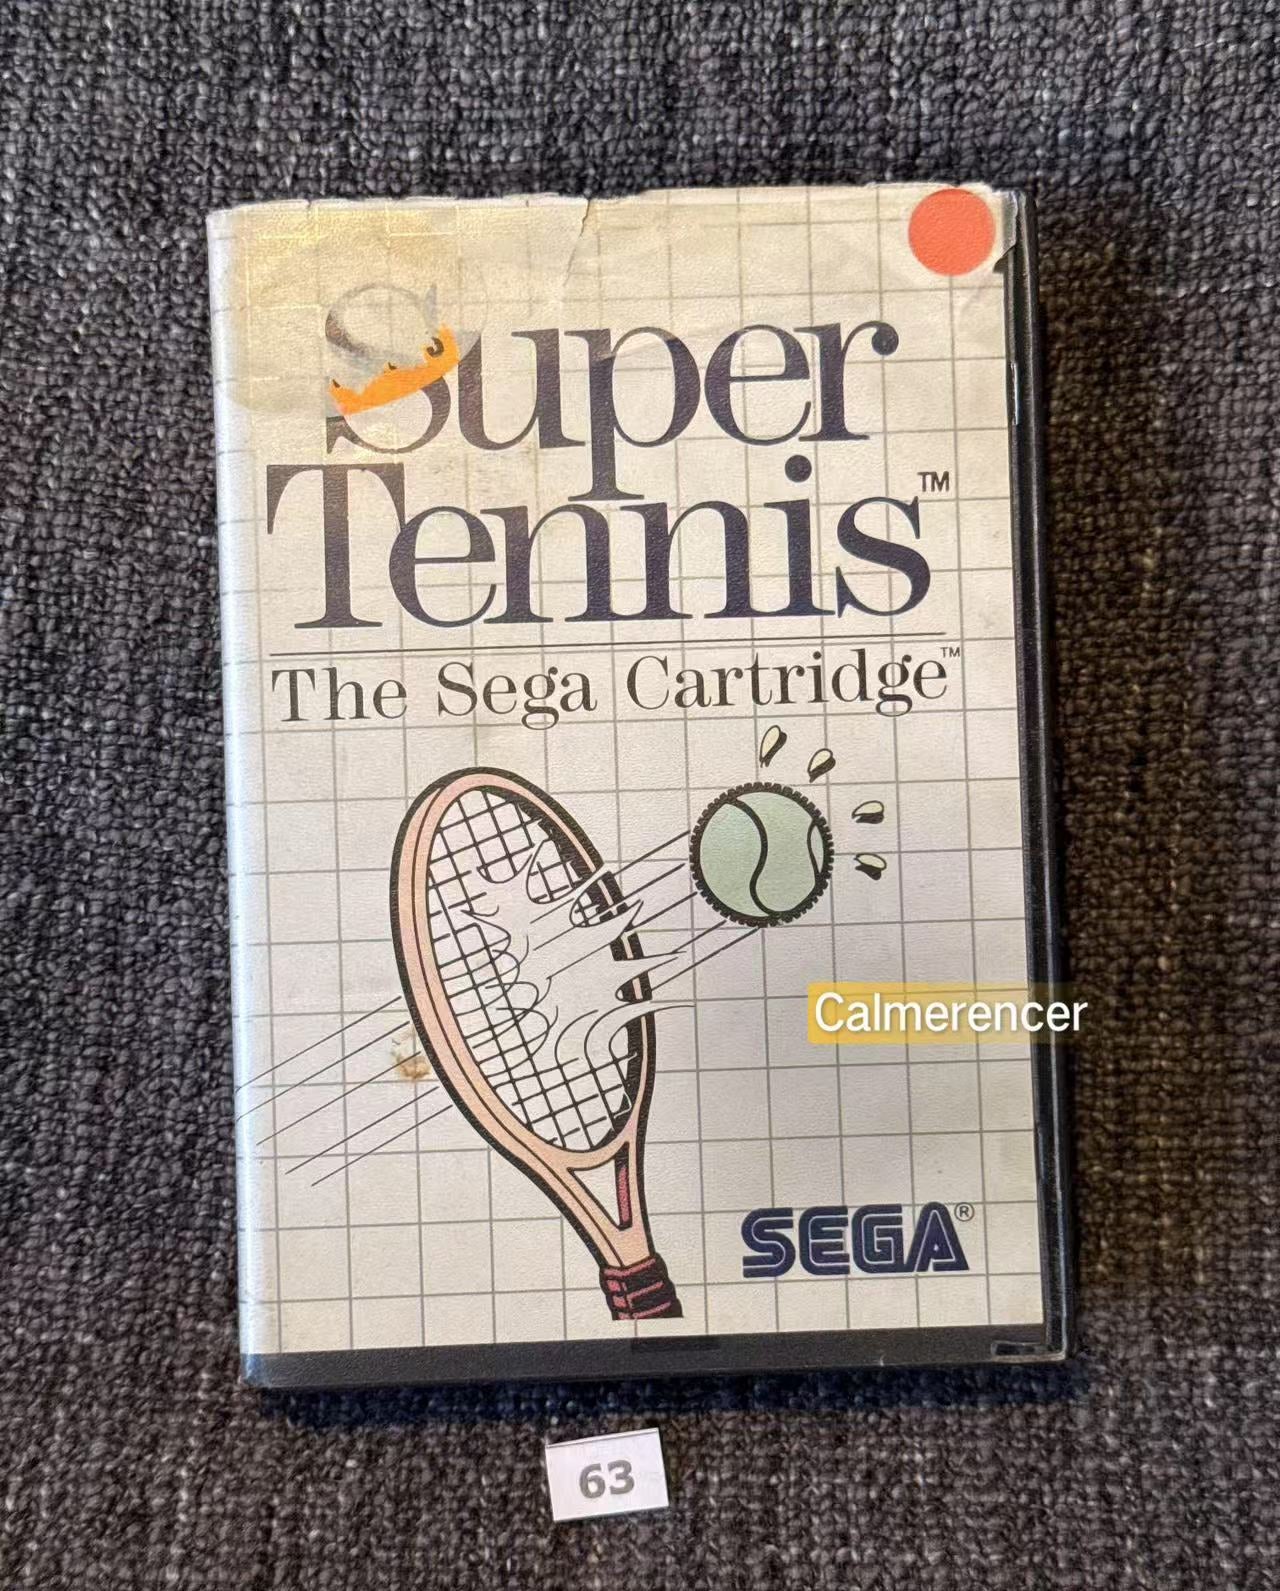 Super
Tennis™
The Sega Cartridge™
Calmerencer
SEGA®
63